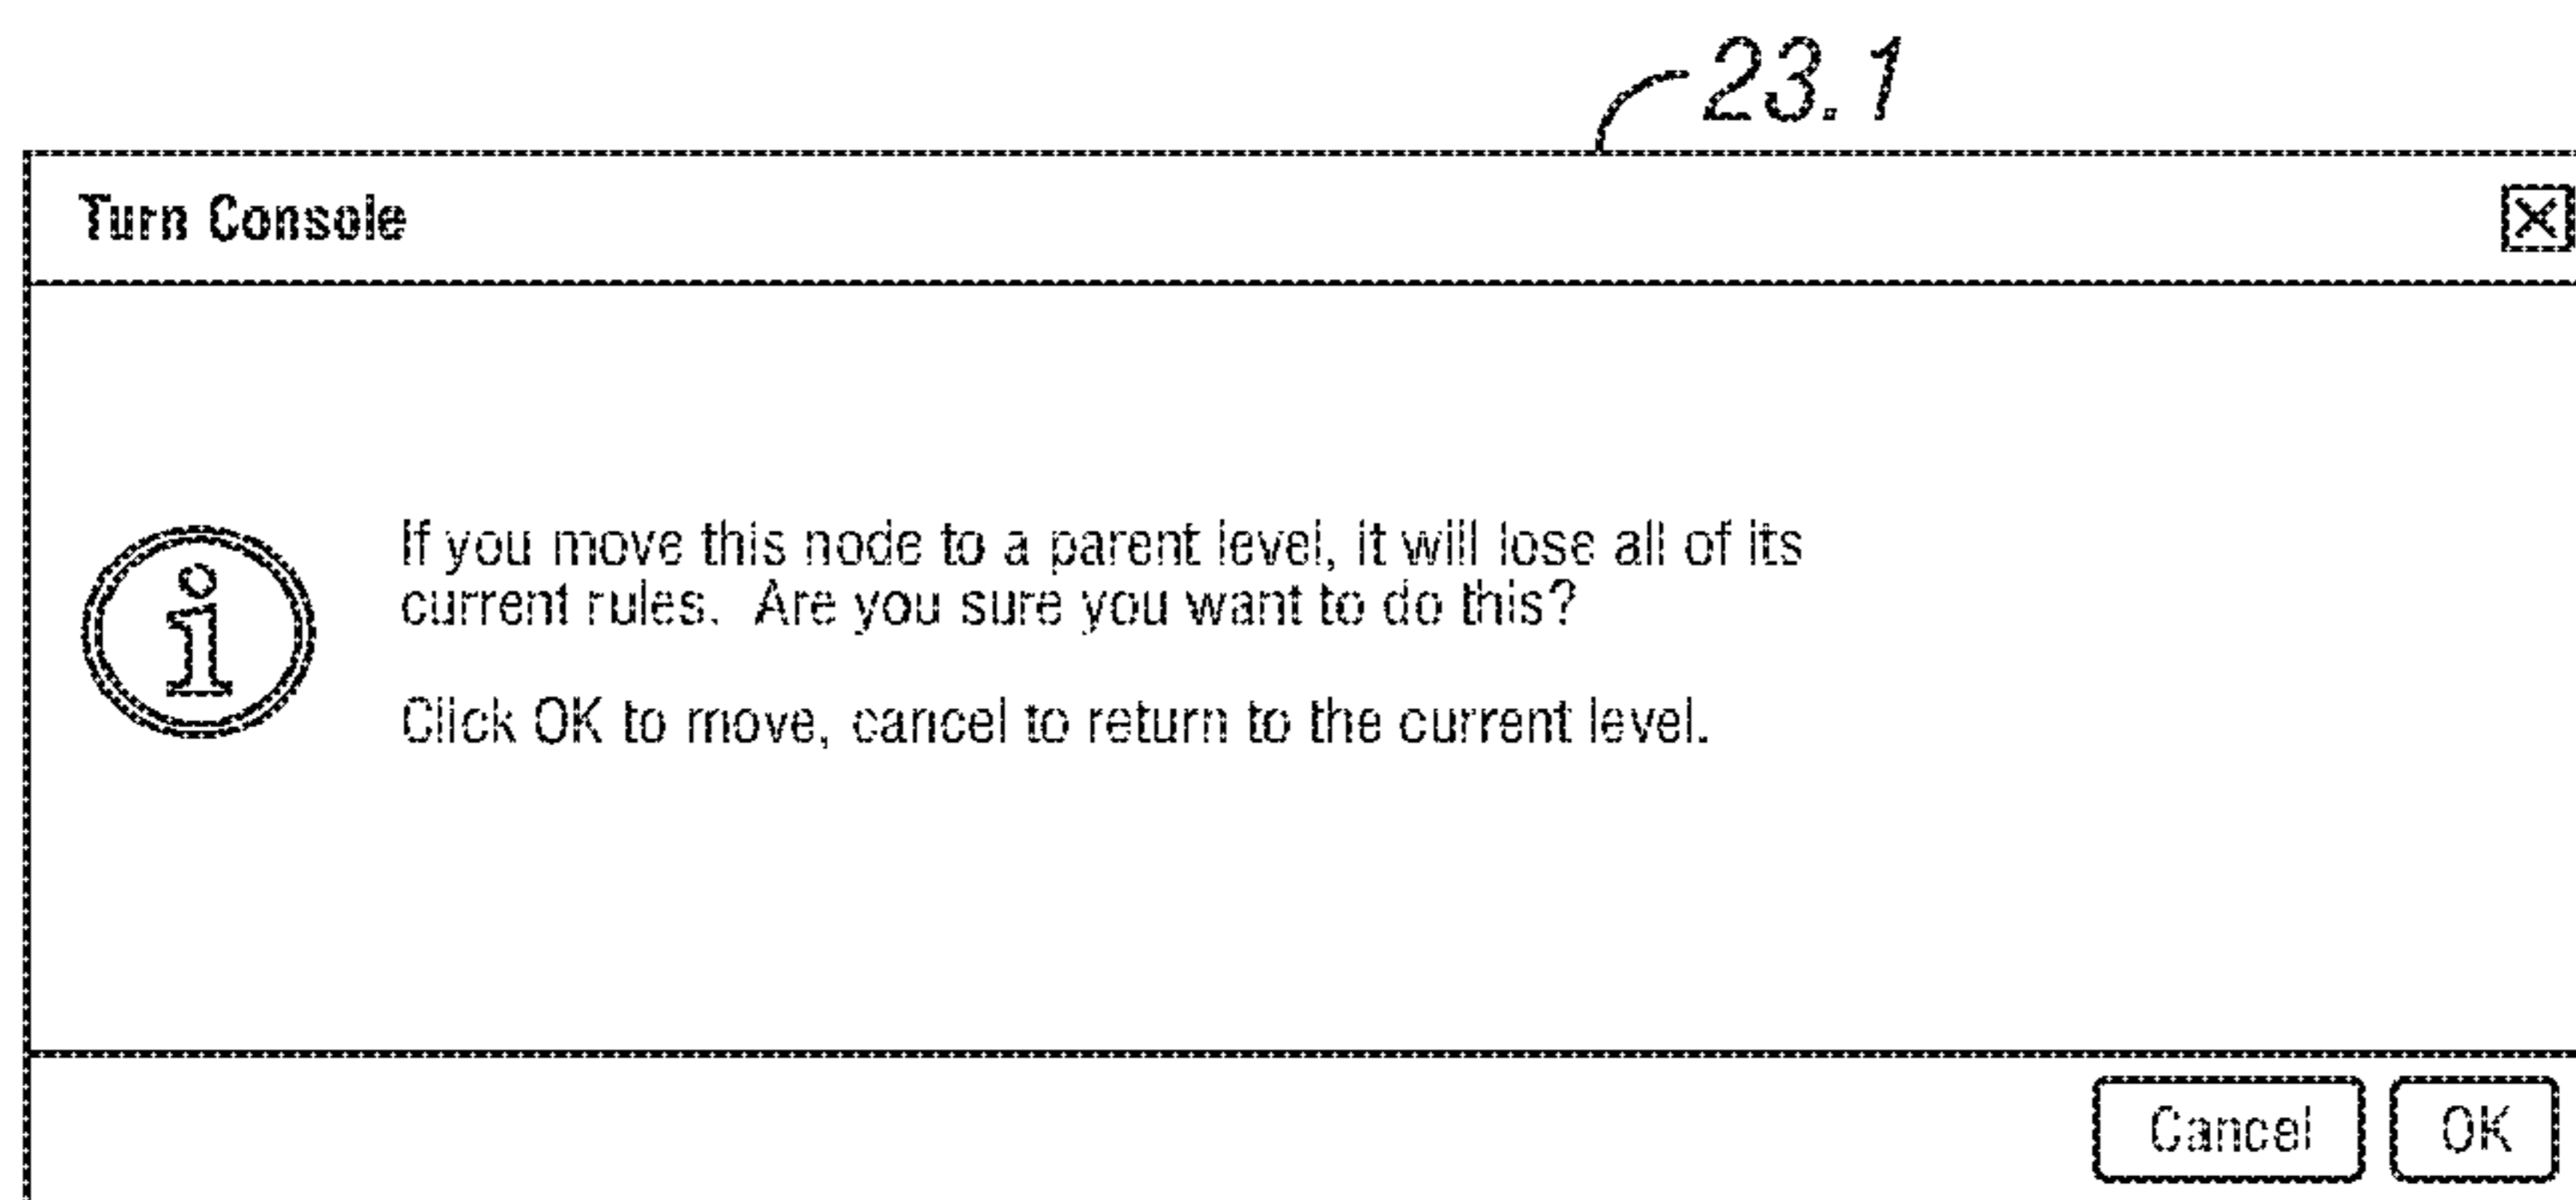 23.1
Turn Console
If you move this node to a parent level, it will lose all of its
current rules. Are you sure you want to do this?
Click OK to move, cancel to return to the current level.
Cancel OK